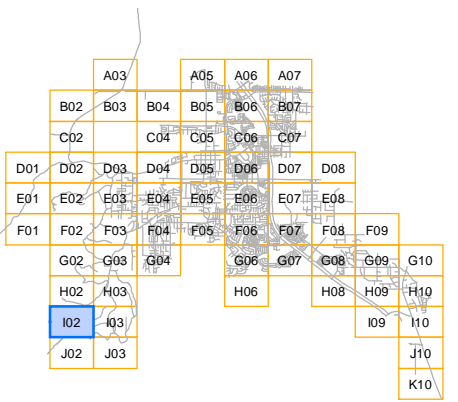 A03 A05 A06 A07
B02 B03 B04 B05 B06 B07
C02 C04 C05 C06 C07
D01 D02 D03 D04 D05 D06 D07 D08
E01 E02 E03 E04 E05 E06 E07 E08
F01 F02 F03 F04 F05 F06 F07 F08 F09
G02 G03 G04 G06 G07 G08 G09 G10
H02 H03 H06 H08 H09 H10
I02 I03 I09 I10
J02 J03 J10
K10